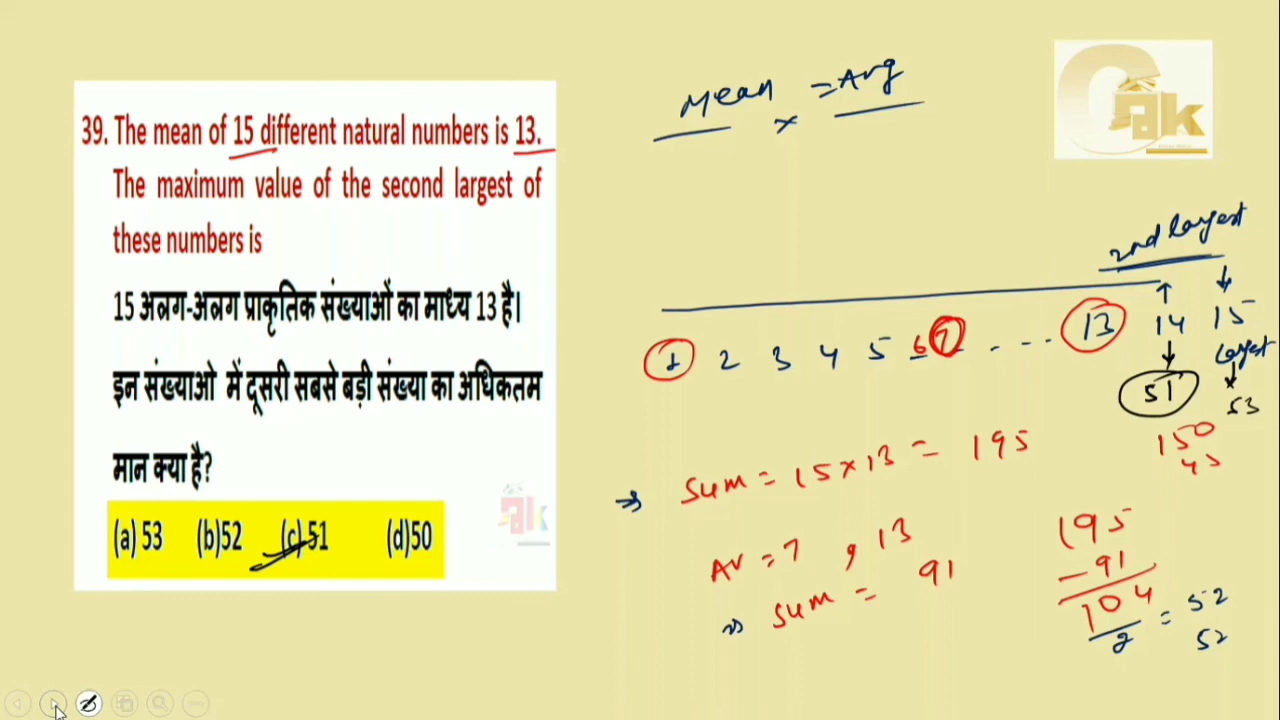 39. The mean of 15 different natural numbers is 13.
The maximum value of the second largest of
these numbers is
15 अलग-अलग प्राकृतिक संख्याओं का माध्य 13 है।
इन संख्याओ में दूसरी सबसे बड़ी संख्या का अधिकतम
मान क्या है?
(a) 53 (b)52 (c) 51 (d)50
Mean = Avg
x
2nd largest
1 2 3 4 5 6 7 . . . . 13 14 15
largest
51 53
Sum = 15 x 13 = 195
150
45
Av = 7 , 13
Sum = 91
195
- 91
104
2
= 52
52